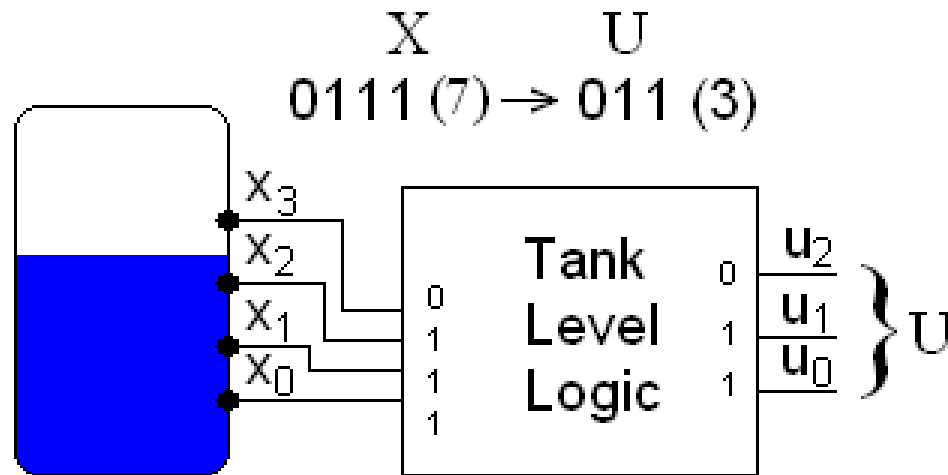 X U
0111 (7) → 011 (3)
x3
x2
x1
x0
0
1
1
1
Tank
Level
Logic
0
1
1
u2
u1
u0
} U